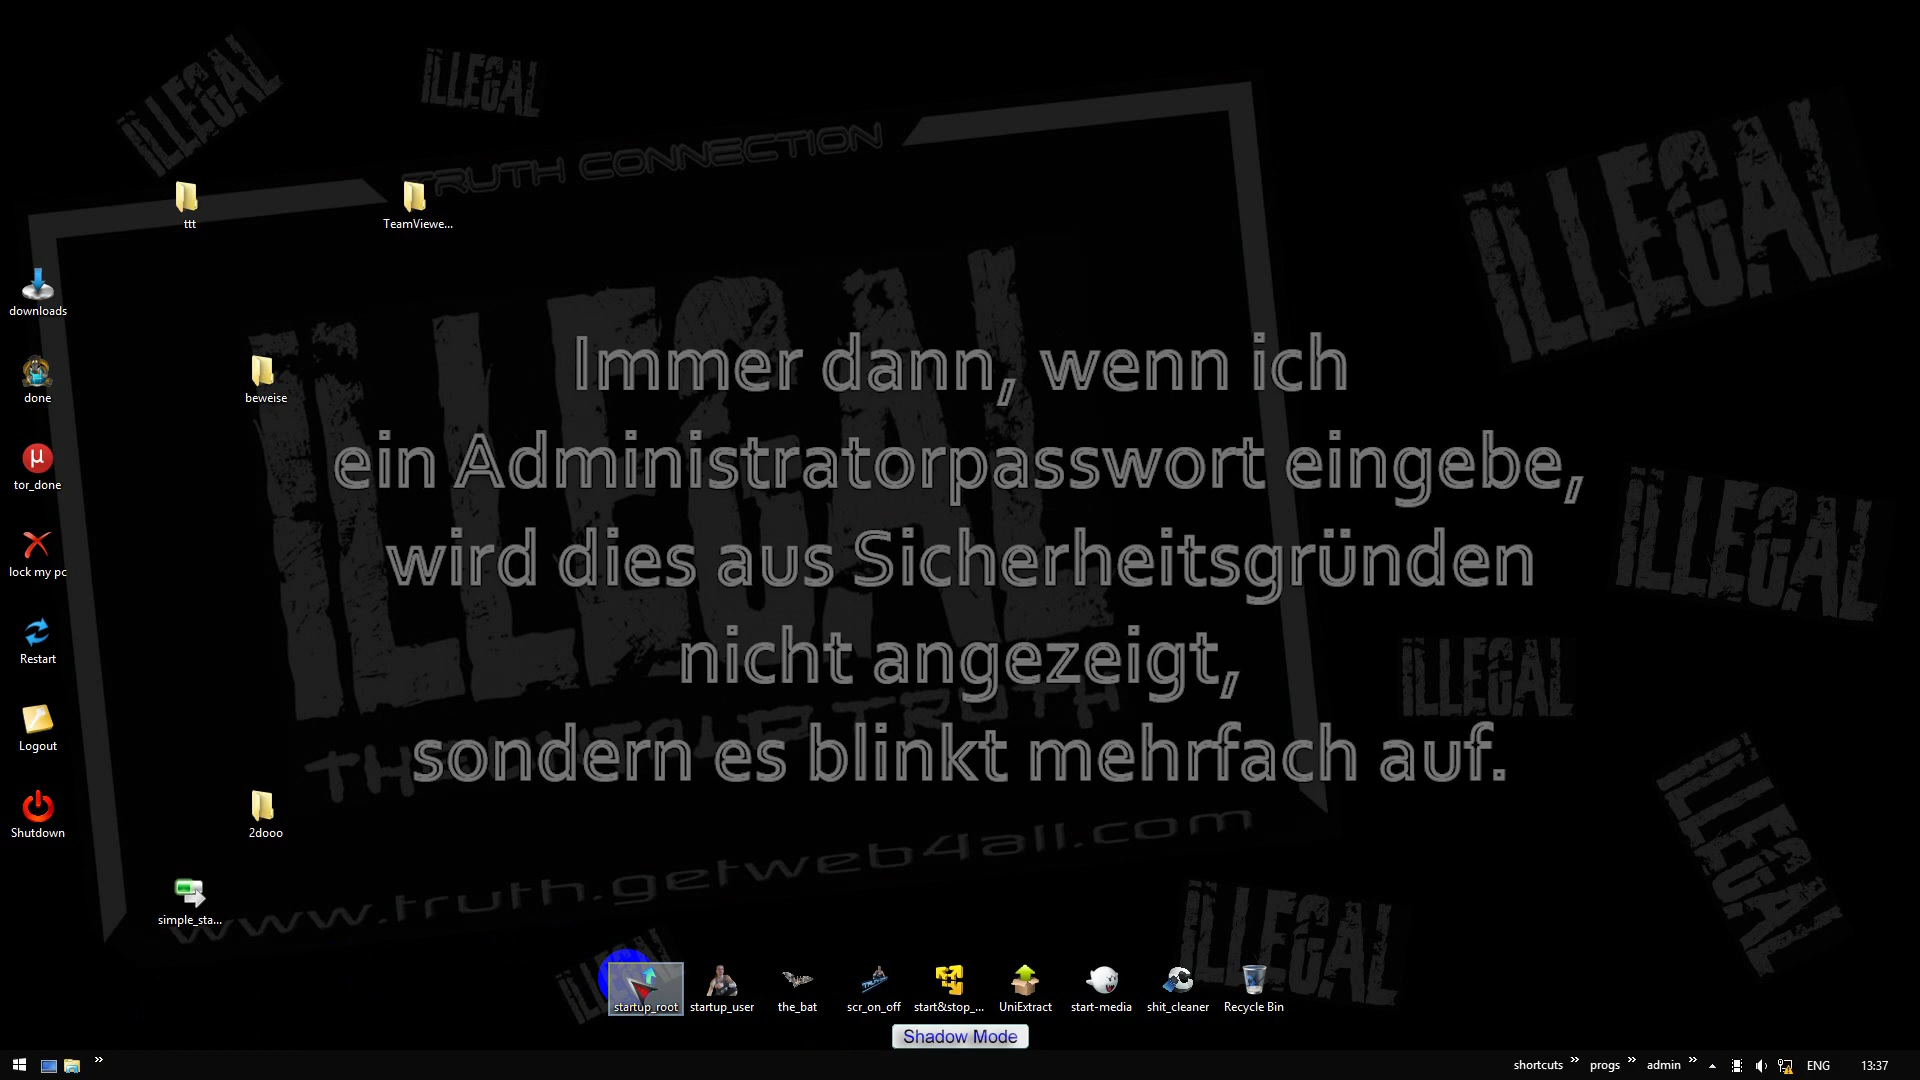 ILLEGAL
ILLEGAL
TRUTH CONNECTION
ILLEGAL
ttt
TeamViewe...
downloads
ILLEGAL
Immer dann, wenn ich
done
beweise
ein Administratorpasswort eingebe,
tor_done
wird dies aus Sicherheitsgründen
ILLEGAL
lock my pc
nicht angezeigt,
Restart
ILLEGAL
sondern es blinkt mehrfach auf.
Logout
Shutdown
2dooo
ILLEGAL
www.truth.getweb4all.com
simple_sta...
ILLEGAL
ILLEGAL
startup_root
startup_user
the_bat
scr_on_off
start&stop_...
UniExtract
start-media
shit_cleaner
Recycle Bin
Shadow Mode
shortcuts » progs » admin » ENG 13:37